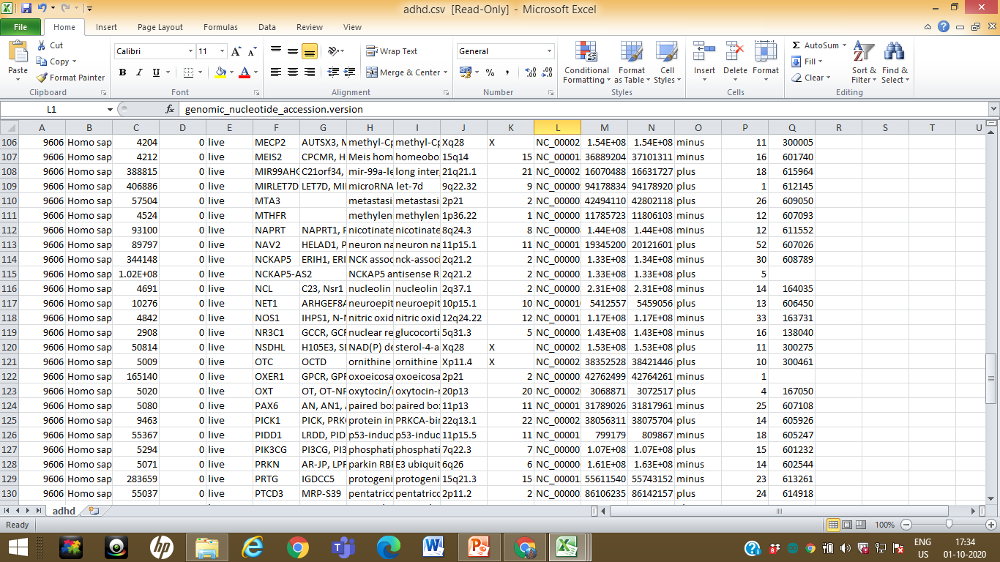 adhd.csv [Read-Only] - Microsoft Excel
File Home Insert Page Layout Formulas Data Review View
Paste Cut Copy Format Painter Clipboard
Calibri 11 A A B I U A Font
Wrap Text Merge & Center Alignment
General % , Number
Conditional Formatting Format as Table Cell Styles Styles
Insert Delete Format Cells
Σ AutoSum Fill Clear Sort & Filter Find & Select Editing
L1 fx genomic_nucleotide_accession.version
A B C D E F G H I J K L M N O P Q R S T U
106 9606 Homo sap 4204 0 live MECP2 AUTSX3, M methyl-Cp methyl-Cp Xq28 X NC_00002 1.54E+08 1.54E+08 minus 11 300005
107 9606 Homo sap 4212 0 live MEIS2 CPCMR, H Meis hom homeobo 15q14 15 NC_00001 36889204 37101311 minus 16 601740
108 9606 Homo sap 388815 0 live MIR99AHG C21orf34, mir-99a-le long inter 21q21.1 21 NC_00002 16070488 16631727 plus 18 615964
109 9606 Homo sap 406886 0 live MIRLET7D LET7D, MI microRNA let-7d 9q22.32 9 NC_00000 94178834 94178920 plus 1 612145
110 9606 Homo sap 57504 0 live MTA3 metastasi metastasi 2p21 2 NC_00000 42494110 42802118 plus 26 609050
111 9606 Homo sap 4524 0 live MTHFR methylen methylen 1p36.22 1 NC_00000 11785723 11806103 minus 12 607093
112 9606 Homo sap 93100 0 live NAPRT NAPRT1, P nicotinate nicotinate 8q24.3 8 NC_00000 1.44E+08 1.44E+08 minus 12 611552
113 9606 Homo sap 89797 0 live NAV2 HELAD1, P neuron na neuron na 11p15.1 11 NC_00001 19345200 20121601 plus 52 607026
114 9606 Homo sap 344148 0 live NCKAP5 ERIH1, ERI NCK assoc nck-associ 2q21.2 2 NC_00000 1.33E+08 1.34E+08 minus 30 608789
115 9606 Homo sap 1.02E+08 0 live NCKAP5-AS2 NCKAP5 antisense R 2q21.2 2 NC_00000 1.33E+08 1.33E+08 plus 5
116 9606 Homo sap 4691 0 live NCL C23, Nsr1 nucleolin nucleolin 2q37.1 2 NC_00000 2.31E+08 2.31E+08 minus 14 164035
117 9606 Homo sap 10276 0 live NET1 ARHGEF8A neuroepit neuroepit 10p15.1 10 NC_00001 5412557 5459056 plus 13 606450
118 9606 Homo sap 4842 0 live NOS1 IHPS1, N-N nitric oxid nitric oxid 12q24.22 12 NC_00001 1.17E+08 1.17E+08 minus 33 163731
119 9606 Homo sap 2908 0 live NR3C1 GCCR, GCF nuclear re glucocorti 5q31.3 5 NC_00000 1.43E+08 1.43E+08 minus 16 138040
120 9606 Homo sap 50814 0 live NSDHL H105E3, SI NAD(P) de sterol-4-a Xq28 X NC_00002 1.53E+08 1.53E+08 plus 11 300275
121 9606 Homo sap 5009 0 live OTC OCTD ornithine ornithine Xp11.4 X NC_00002 38352528 38421446 plus 10 300461
122 9606 Homo sap 165140 0 live OXER1 GPCR, GPF oxoeicosa oxoeicosa 2p21 2 NC_00000 42762499 42764261 minus 1
123 9606 Homo sap 5020 0 live OXT OT, OT-NP oxytocin/ oxytocin-n 20p13 20 NC_00002 3068871 3072517 plus 4 167050
124 9606 Homo sap 5080 0 live PAX6 AN, AN1, paired box paired box 11p13 11 NC_00001 31789026 31817961 minus 25 607108
125 9606 Homo sap 9463 0 live PICK1 PICK, PRK protein in PRKCA-bin 22q13.1 22 NC_00002 38056311 38075704 plus 14 605926
126 9606 Homo sap 55367 0 live PIDD1 LRDD, PID p53-induc p53-induc 11p15.5 11 NC_00001 799179 809867 minus 18 605247
127 9606 Homo sap 5294 0 live PIK3CG PI3CG, PI3 phosphati phosphati 7q22.3 7 NC_00000 1.07E+08 1.07E+08 plus 15 601232
128 9606 Homo sap 5071 0 live PRKN AR-JP, LPF parkin RBF E3 ubiquit 6q26 6 NC_00000 1.61E+08 1.63E+08 minus 14 602544
129 9606 Homo sap 283659 0 live PRTG IGDCC5 protogeni protogeni 15q21.3 15 NC_00001 55611540 55743152 minus 23 613261
130 9606 Homo sap 55037 0 live PTCD3 MRP-S39 pentatrico pentatrico 2p11.2 2 NC_00000 86106235 86142157 plus 24 614918
adhd
Ready 100%
ENG 17:34
US 01-10-2020